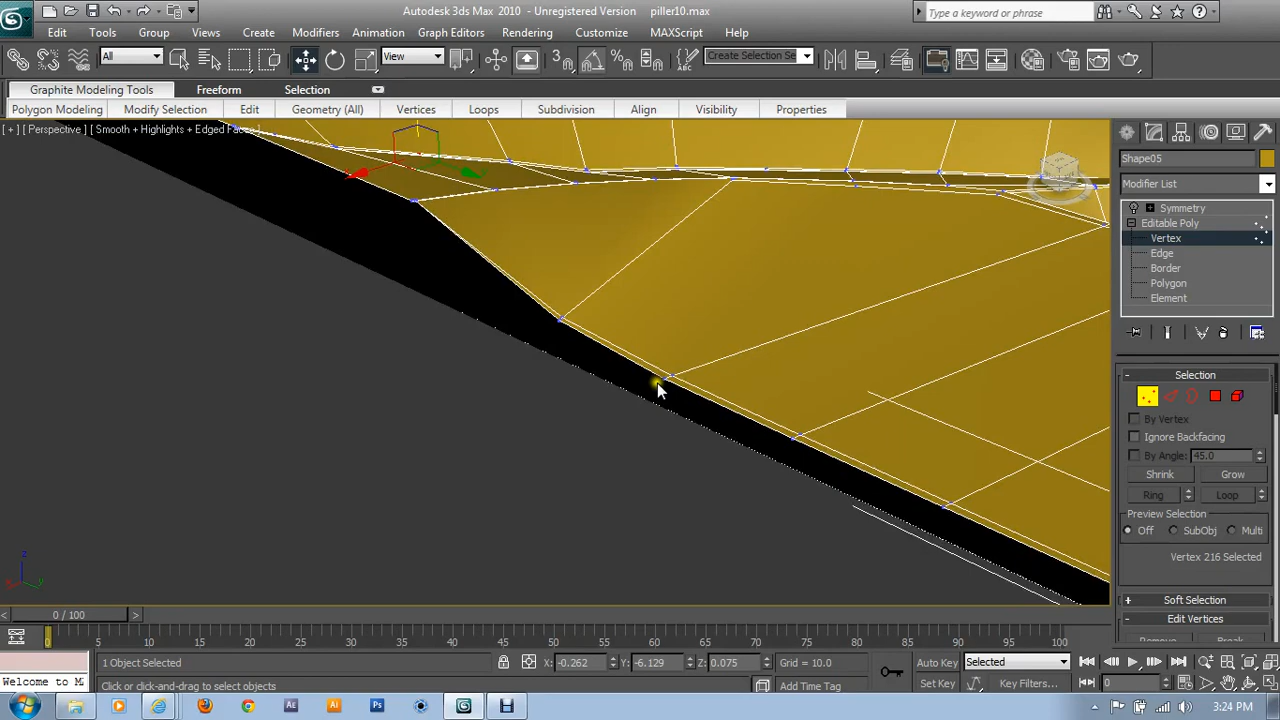 Autodesk 3ds Max 2010 - Unregistered Version piller10.max
Type a keyword or phrase
Edit Tools Group Views Create Modifiers Animation Graph Editors Rendering Customize MAXScript Help
All View Create Selection Se
Graphite Modeling Tools Freeform Selection
Polygon Modeling Modify Selection Edit Geometry (All) Vertices Loops Subdivision Align Visibility Properties
[ + ] [ Perspective ] [ Smooth + Highlights + Edged Faces ]
Shape05
Modifier List
Symmetry
Editable Poly
Vertex
Edge
Border
Polygon
Element
Selection
By Vertex
Ignore Backfacing
By Angle: 45.0
Shrink Grow
Ring Loop
Preview Selection
Off SubObj Multi
Vertex 216 Selected
Soft Selection
Edit Vertices
Remove Break
z
x y
0 / 100
0 5 10 15 20 25 30 35 40 45 50 55 60 65 70 75 80 85 90 95 100
1 Object Selected X: -0.262 Y: -6.129 Z: 0.075 Grid = 10.0 Auto Key Selected
Welcome to M Click or click-and-drag to select objects Add Time Tag Set Key Key Filters... 0
3:24 PM